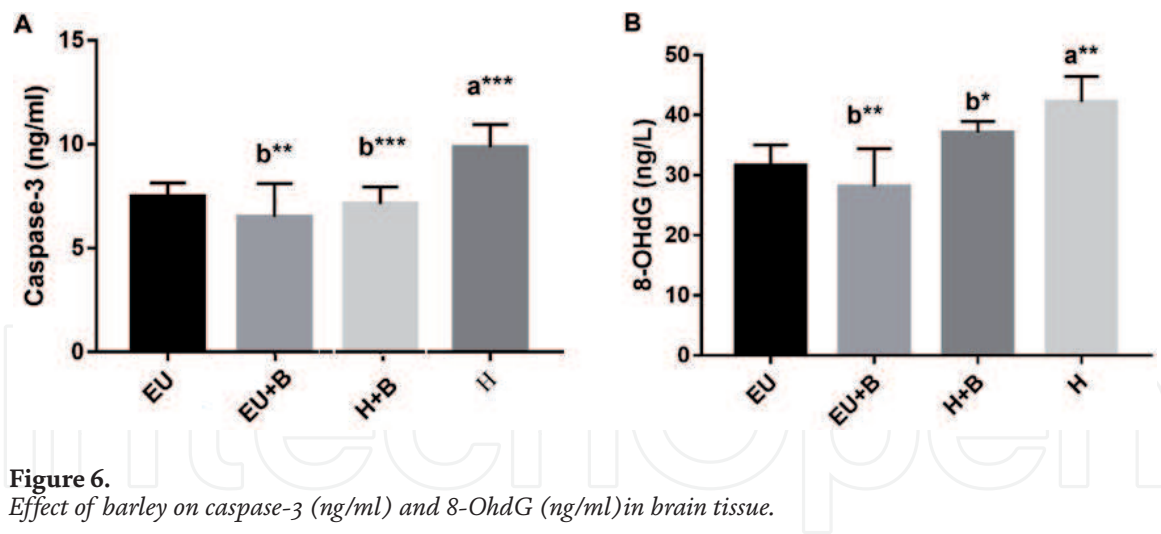 A
15
10
5
0
Caspase-3 (ng/ml)
b**
b***
a***
EU
EU+B
H+B
H
B
50
40
30
20
10
0
8-OHdG (ng/L)
b**
b*
a**
EU
EU+B
H+B
H
IntechOpen
Figure 6.
Effect of barley on caspase-3 (ng/ml) and 8-OhdG (ng/ml)in brain tissue.